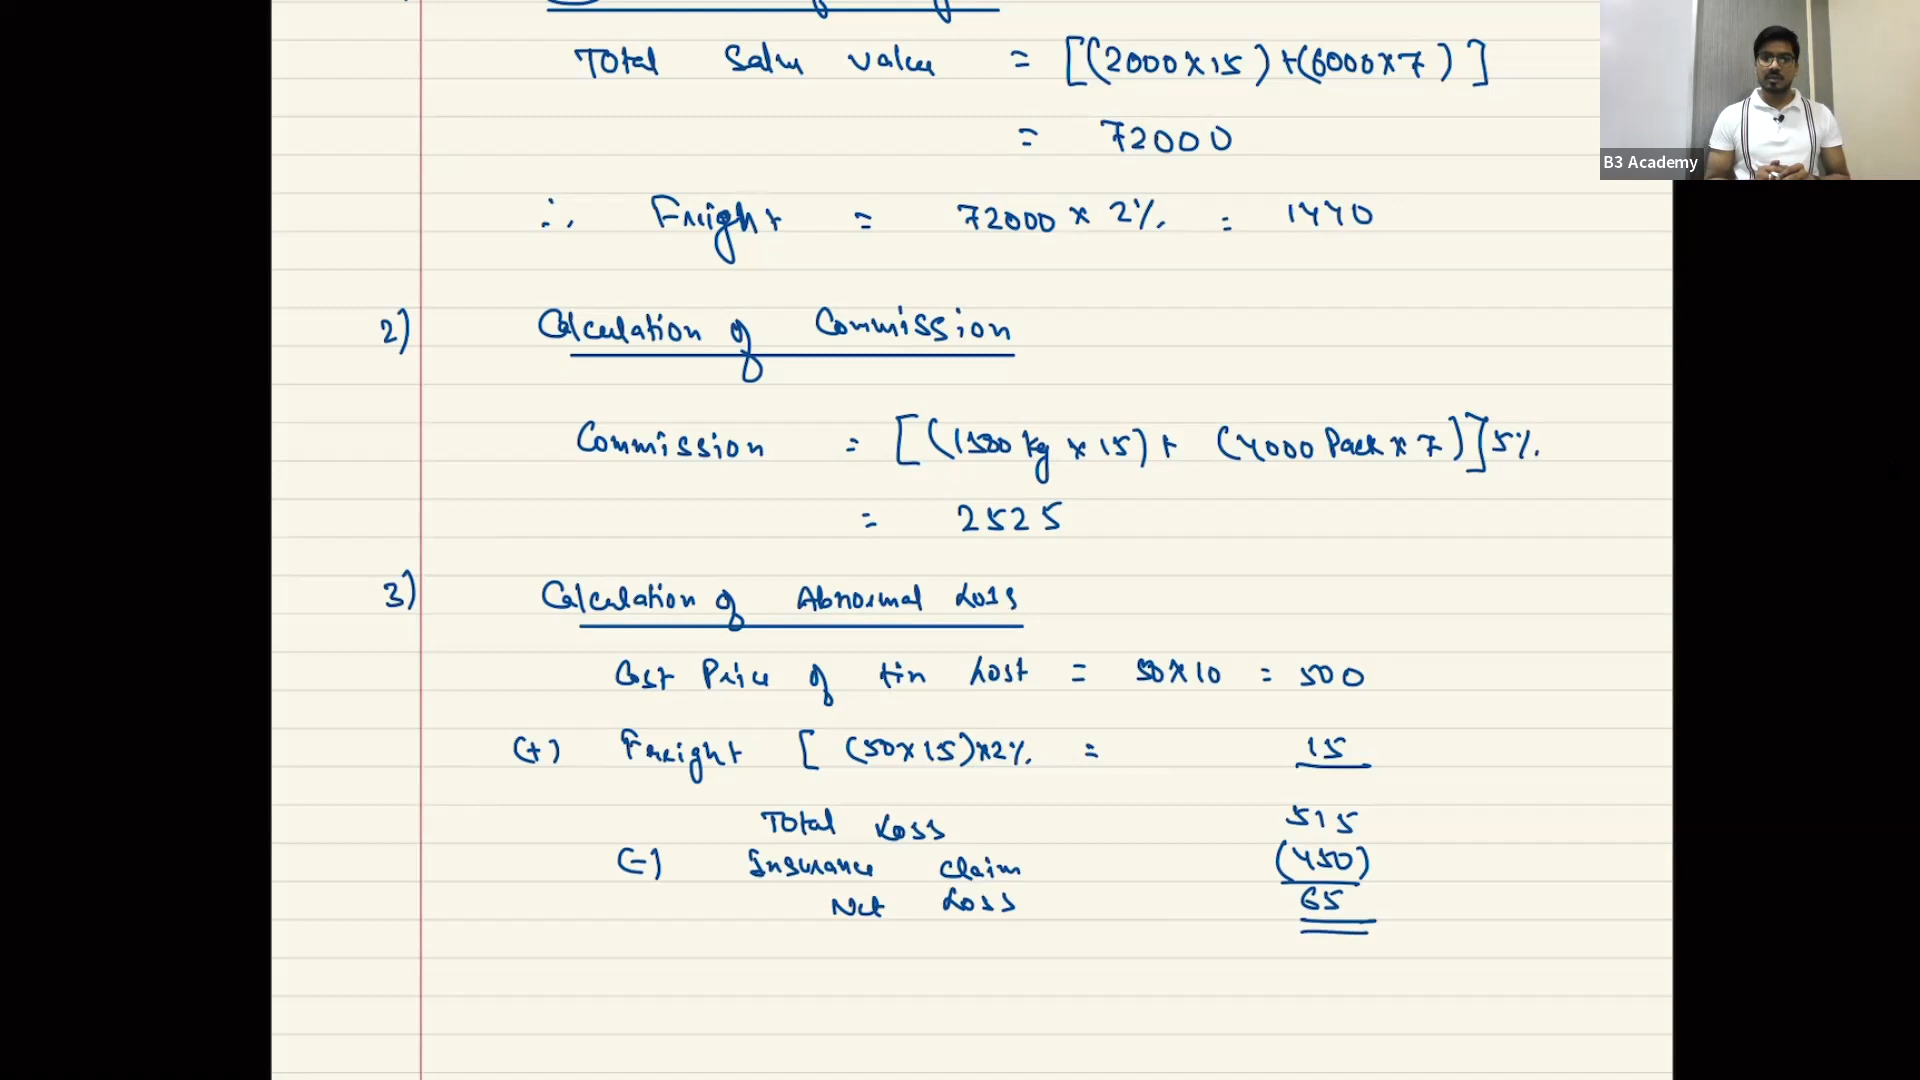 Total Sales value = [(2000 x 15) + (6000 x 7)]
= 72000
B3 Academy
∴ Freight = 72000 x 2% = 1440
2) Calculation of Commission
Commission = [(1500 kg x 15) + (4000 Pack x 7)] 5%.
= 2525
3) Calculation of Abnormal Loss
Cost Price of tin Lost = 50 x 10 = 500
(+) Freight [(50 x 15) x 2% = 15
Total Loss 515
(-) Insurance Claim (450)
Net Loss 65